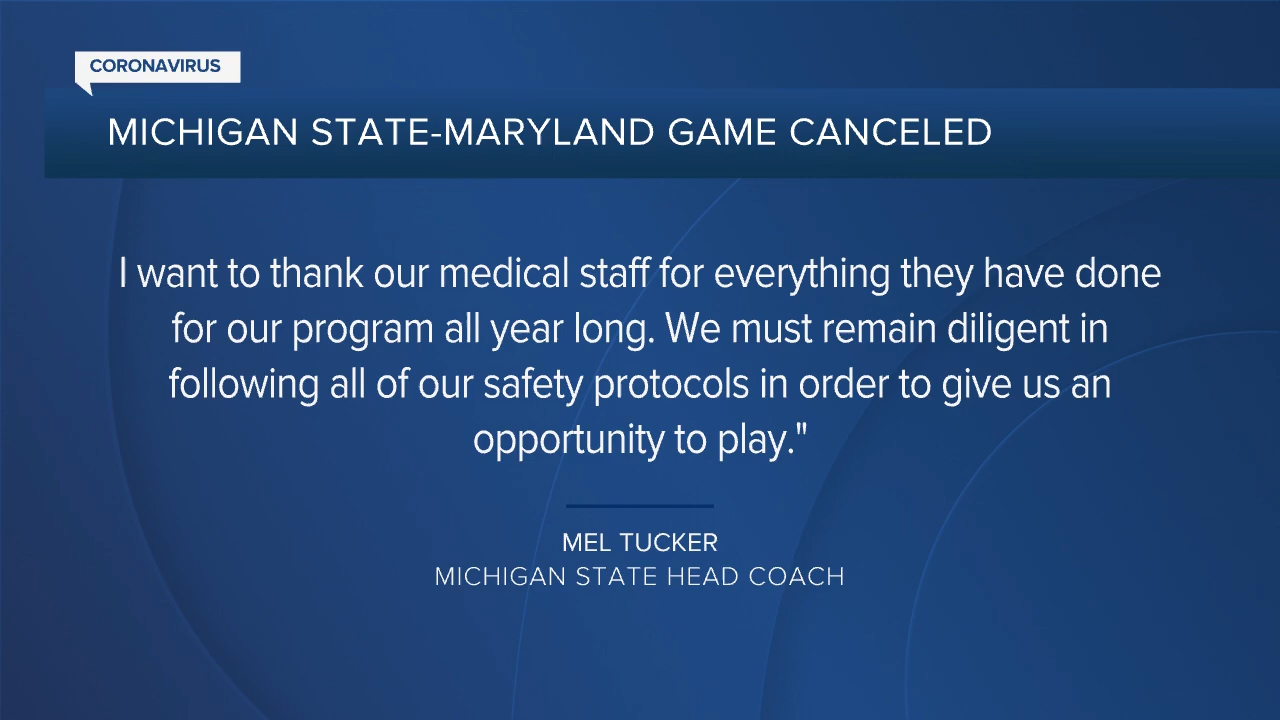 CORONAVIRUS
MICHIGAN STATE-MARYLAND GAME CANCELED
I want to thank our medical staff for everything they have done
for our program all year long. We must remain diligent in
following all of our safety protocols in order to give us an
opportunity to play."
MEL TUCKER
MICHIGAN STATE HEAD COACH